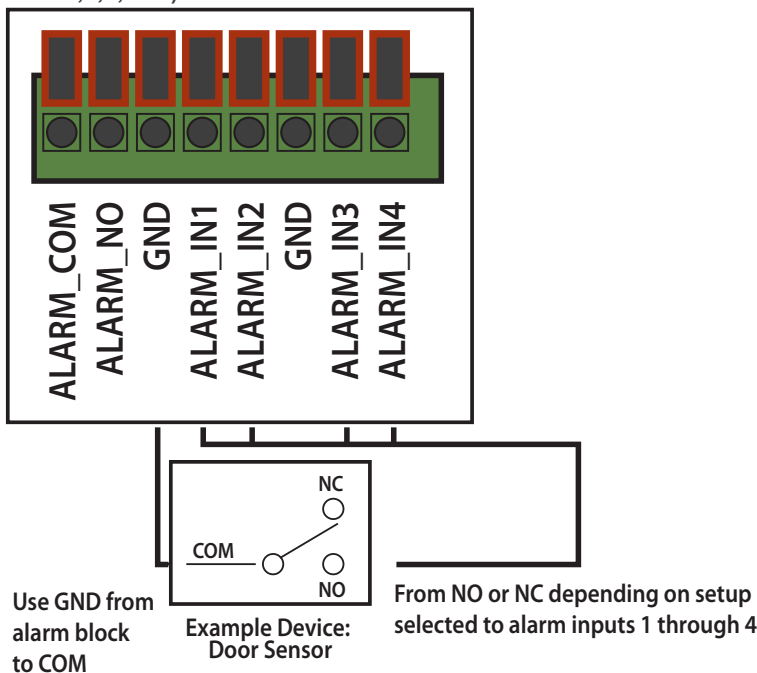 ALARM_COM
ALARM_NO
GND
ALARM_IN1
ALARM_IN2
GND
ALARM_IN3
ALARM_IN4
NC
COM
NO
Use GND from
alarm block
to COM
Example Device:
Door Sensor
From NO or NC depending on setup
selected to alarm inputs 1 through 4